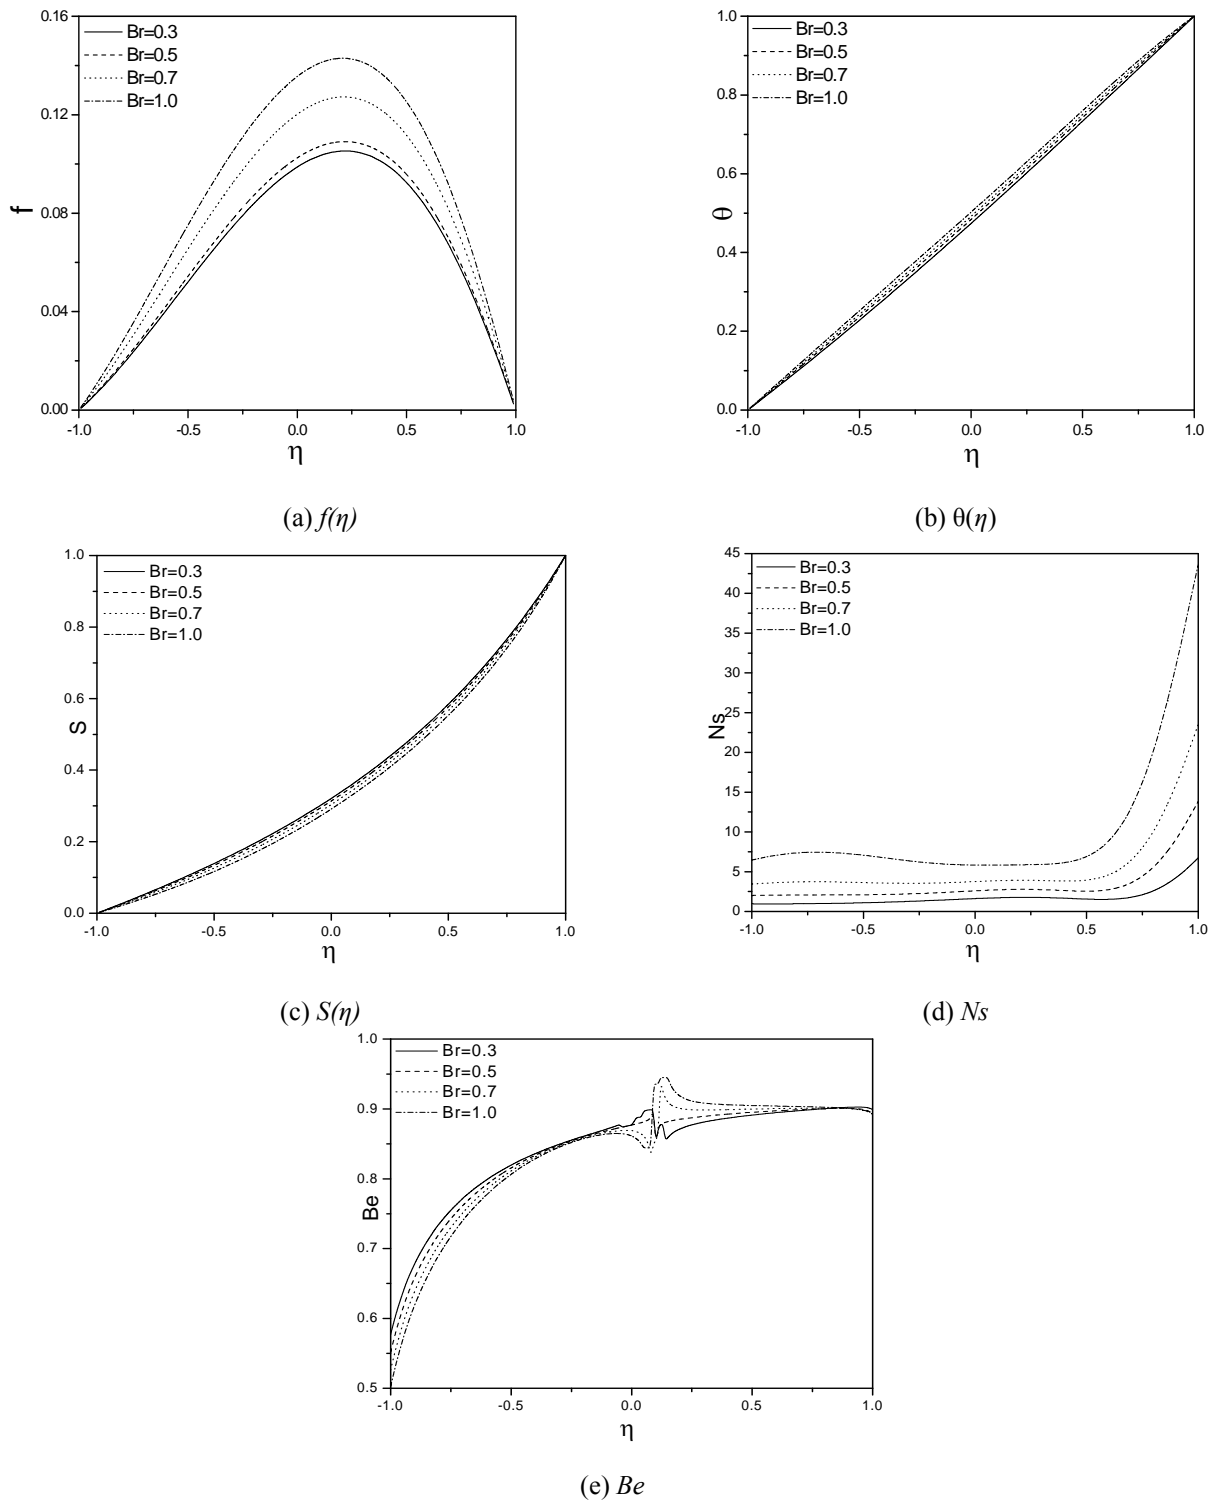 0.16
Br=0.3
Br=0.5
Br=0.7
Br=1.0
0.12
f
0.08
0.04
0.00
-1.0 -0.5 0.0 0.5 1.0
η
(a) f(η)
1.0
Br=0.3
Br=0.5
Br=0.7
Br=1.0
0.8
0.6
θ
0.4
0.2
0.0
-1.0 -0.5 0.0 0.5 1.0
η
(b) θ(η)
1.0
Br=0.3
Br=0.5
Br=0.7
Br=1.0
0.8
0.6
S
0.4
0.2
0.0
-1.0 -0.5 0.0 0.5 1.0
η
(c) S(η)
45
Br=0.3
Br=0.5
Br=0.7
Br=1.0
40
35
30
25
Ns
20
15
10
5
0
-1.0 -0.5 0.0 0.5 1.0
η
(d) Ns
1.0
Br=0.3
Br=0.5
Br=0.7
Br=1.0
0.9
0.8
Be
0.7
0.6
0.5
-1.0 -0.5 0.0 0.5 1.0
η
(e) Be